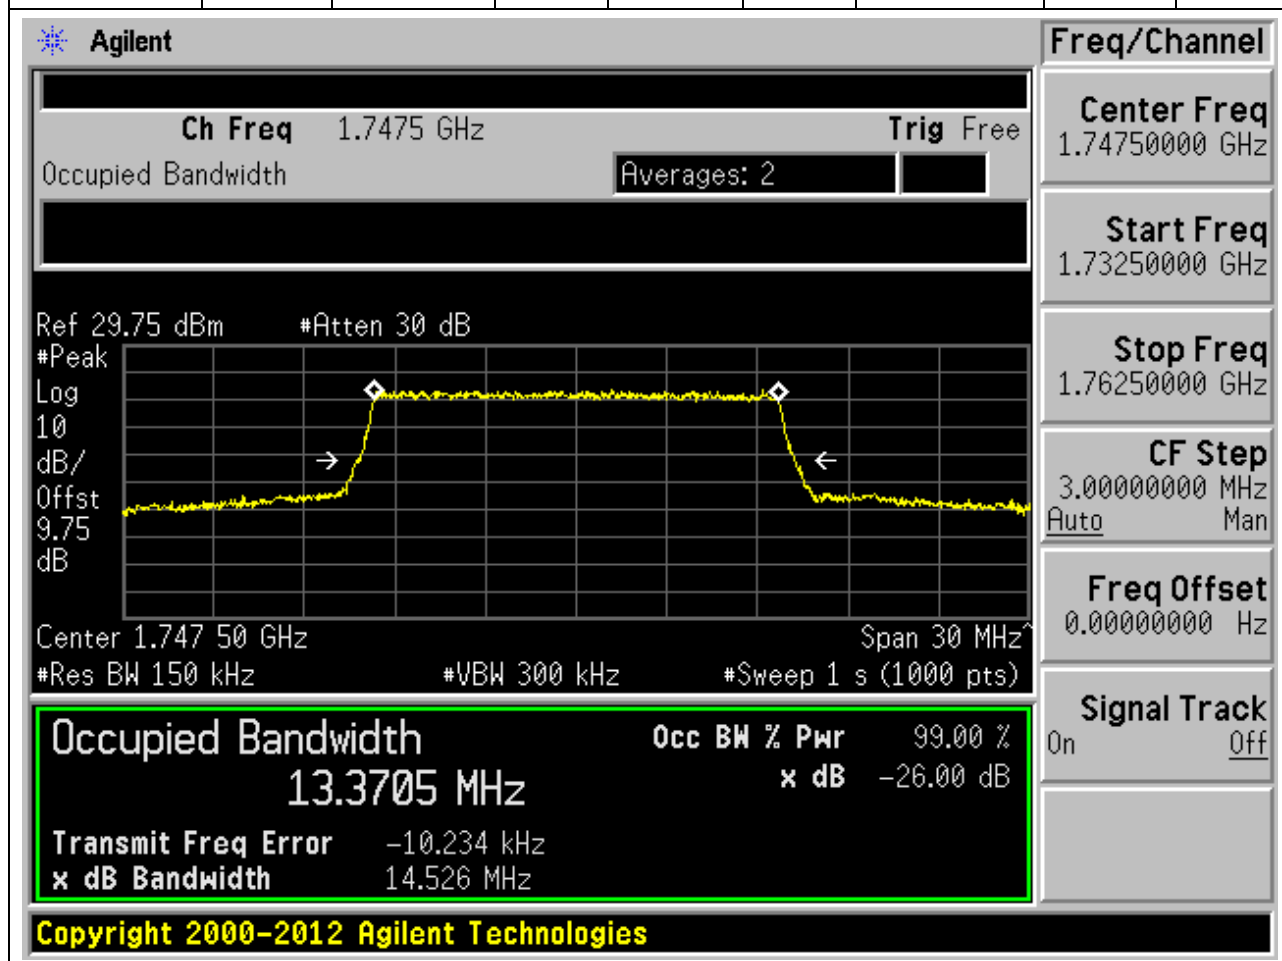 Agilent
Freq/Channel
Ch Freq 1.7475 GHz Trig Free
Occupied Bandwidth Averages: 2
Center Freq
1.74750000 GHz
Start Freq
1.73250000 GHz
Stop Freq
1.76250000 GHz
CF Step
3.00000000 MHz
Auto Man
Freq Offset
0.00000000 Hz
Signal Track
On Off
Ref 29.75 dBm #Atten 30 dB
#Peak
Log
10
dB/
Offst
9.75
dB
Center 1.747 50 GHz Span 30 MHz^
#Res BW 150 kHz #VBW 300 kHz #Sweep 1 s (1000 pts)
Occupied Bandwidth Occ BW % Pwr 99.00 %
13.3705 MHz x dB -26.00 dB
Transmit Freq Error -10.234 kHz
x dB Bandwidth 14.526 MHz
Copyright 2000-2012 Agilent Technologies